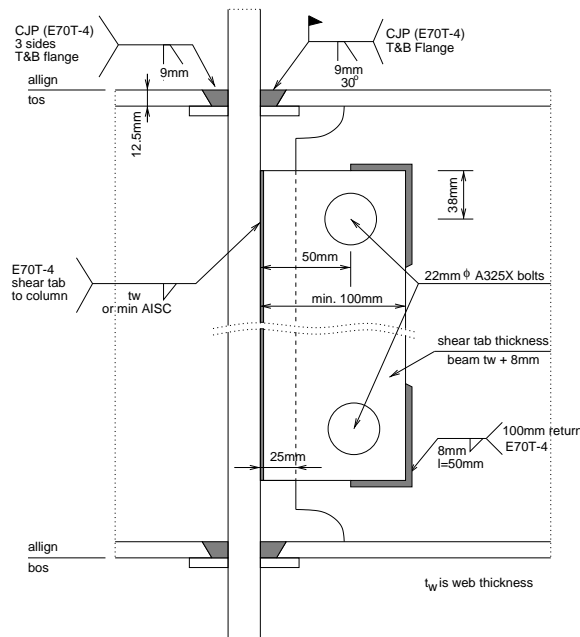 CJP (E70T-4)
3 sides
T&B flange
9mm
CJP (E70T-4)
T&B Flange
9mm
30°
allign
tos
12.5mm
38mm
50mm
E70T-4
shear tab
to column
tw
or min AISC
22mm ϕ A325X bolts
min. 100mm
shear tab thickness
beam tw + 8mm
25mm
100mm return
E70T-4
8mm
l=50mm
allign
bos
tw is web thickness